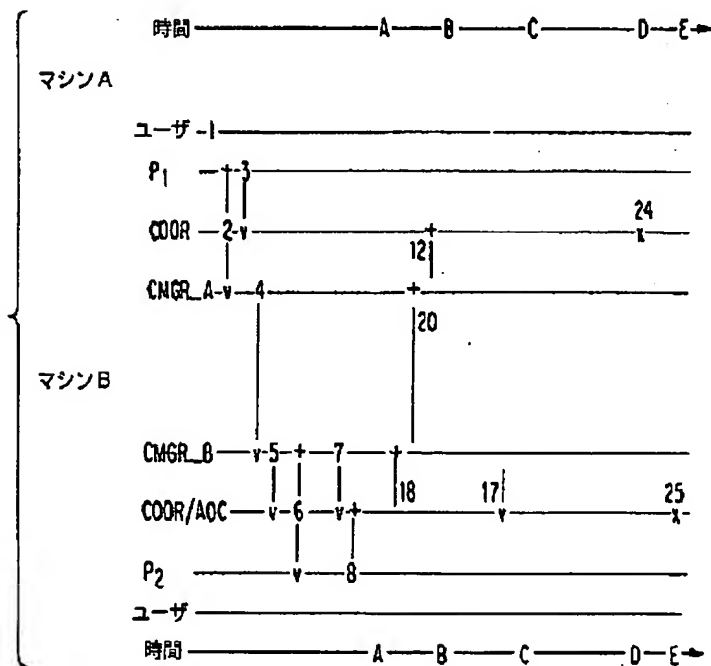 時間 A B C D E
マシンA
ユーザ 1
P1 + 3
24
COOR 2 v + x
12
CMGR_A v 4 +
20
マシンB
CMGR_B v 5 + 7 +
18 17 25
COOR/AOC v 6 v + v x
P2 v 8
ユーザ
時間 A B C D E